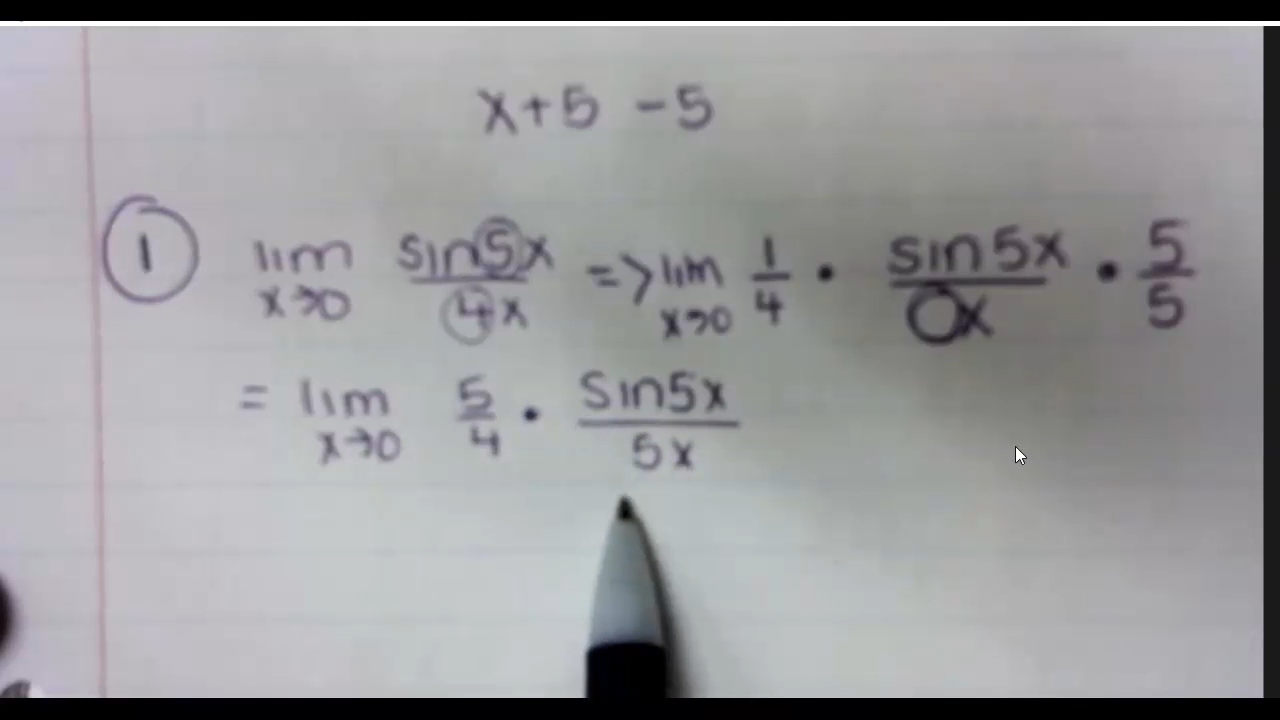 x+5 -5
① lim x→0 sin5x/4x => lim x→0 1/4 · sin5x/x · 5/5
= lim x→0 5/4 · sin5x/5x